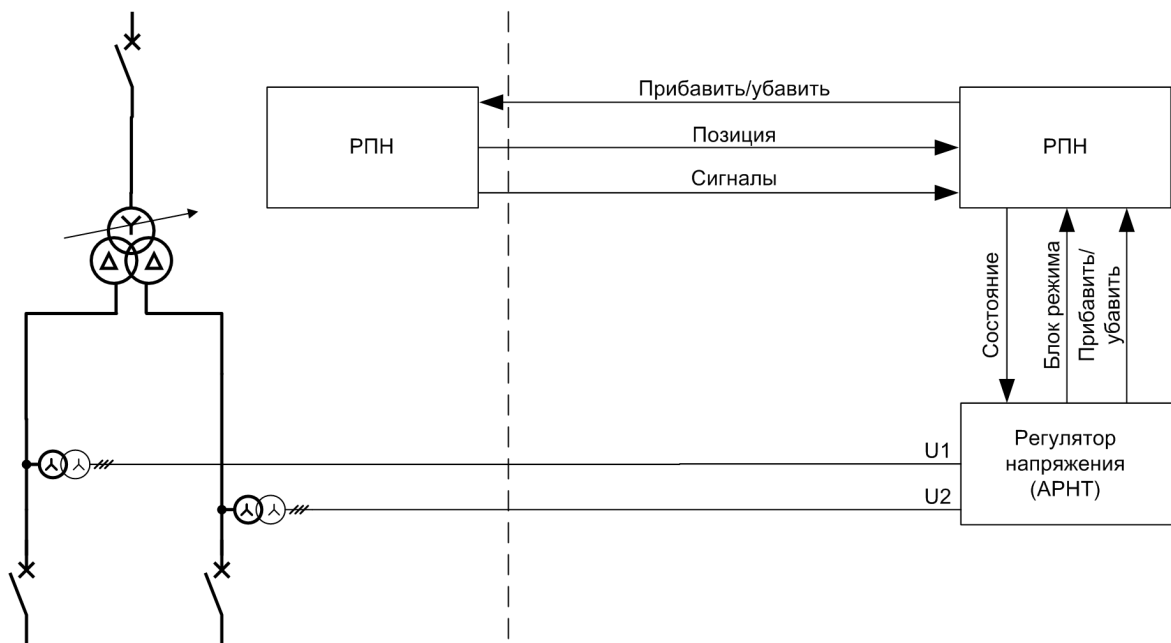 Прибавить/убавить
РПН
Позиция
РПН
Сигналы
Состояние
Блок режима
Прибавить/
убавить
U1
U2
Регулятор
напряжения
(АРНТ)